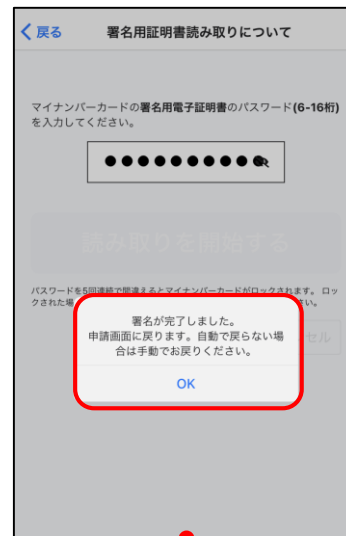 戻る 署名用証明書読み取りについて
マイナンバーカードの署名用電子証明書のパスワード(6-16桁)
を入力してください。
読み取りを開始する
パスワードを5回連続で間違えるとマイナンバーカードがロックされます。 ロッ
クされた場
さい。
署名が完了しました。
申請画面に戻ります。自動で戻らない場
合は手動でお戻りください。
セル
OK